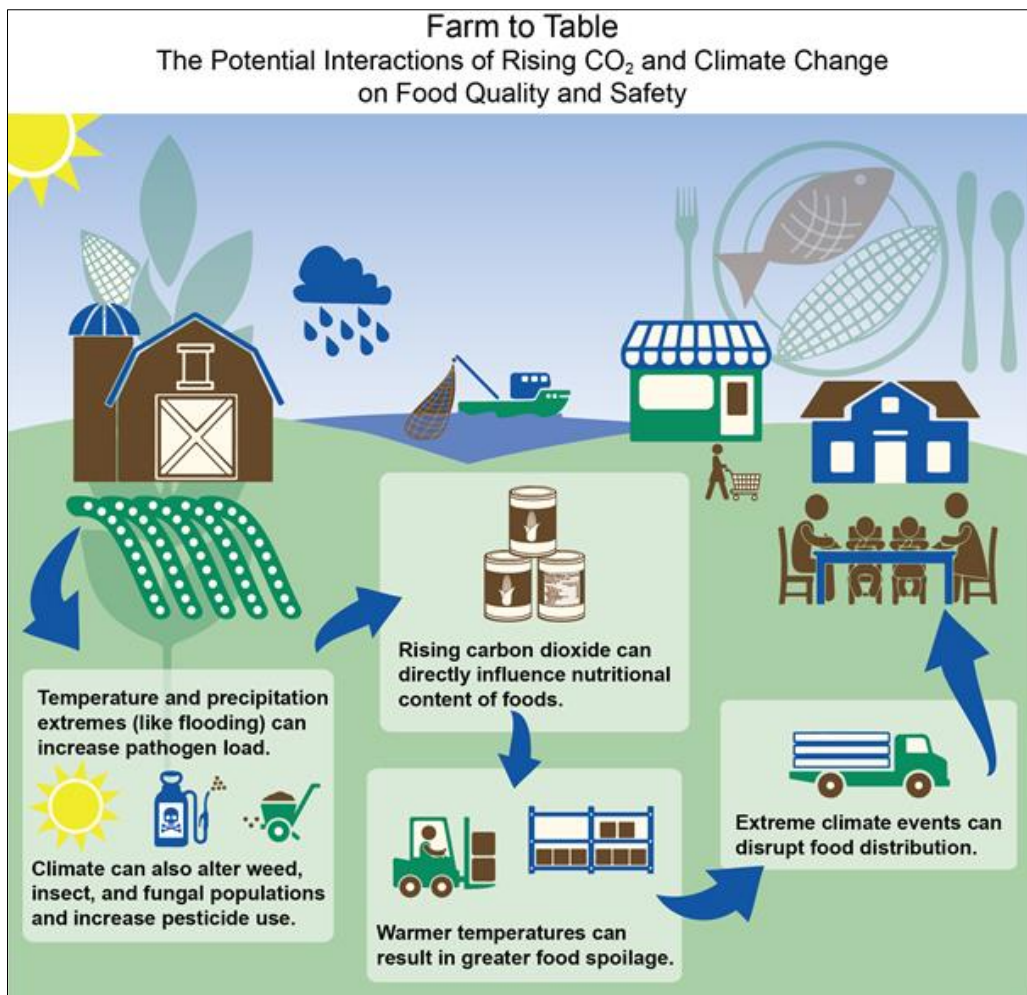 Farm to Table
The Potential Interactions of Rising CO₂ and Climate Change
on Food Quality and Safety
Rising carbon dioxide can
directly influence nutritional
content of foods.
Temperature and precipitation
extremes (like flooding) can
increase pathogen load.
Climate can also alter weed,
insect, and fungal populations
and increase pesticide use.
Extreme climate events can
disrupt food distribution.
Warmer temperatures can
result in greater food spoilage.